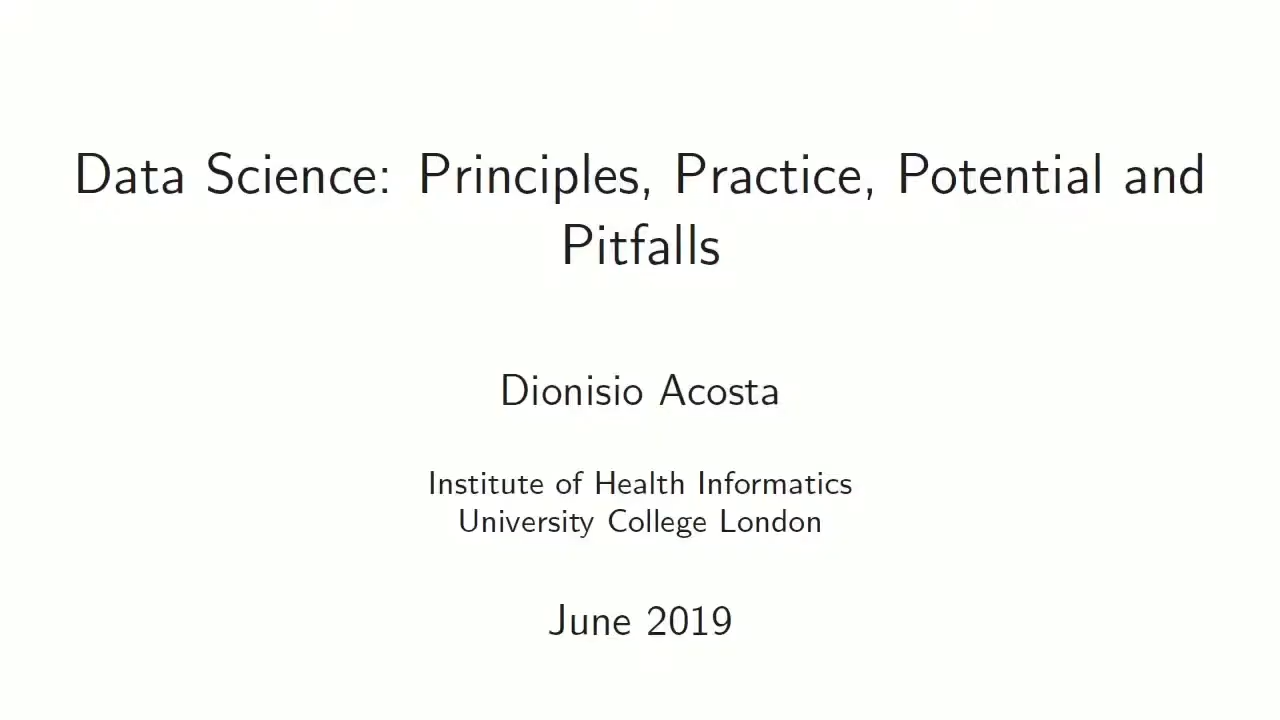 Data Science: Principles, Practice, Potential and
Pitfalls
Dionisio Acosta
Institute of Health Informatics
University College London
June 2019